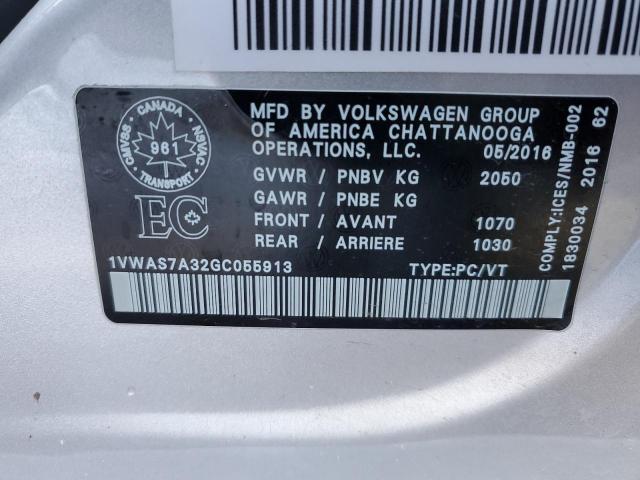 CANADA
CMVSS
NSVAC
961
TRANSPORT
EC
MFD BY VOLKSWAGEN GROUP
OF AMERICA CHATTANOOGA
OPERATIONS, LLC. 05/2016
GVWR / PNBV KG 2050
GAWR / PNBE KG
FRONT / AVANT 1070
REAR / ARRIERE 1030
1VWAS7A32GC055913 TYPE:PC/VT
COMPLY:ICES/NMB-002
1830034 2016 62